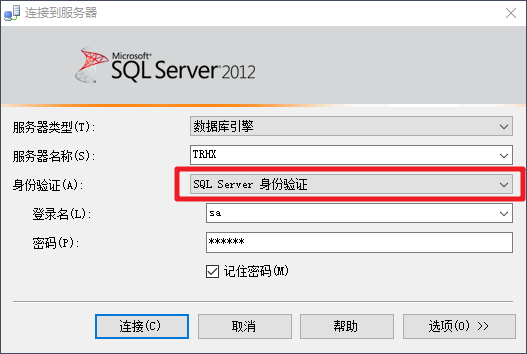 连接到服务器
Microsoft
SQL Server 2012
服务器类型(T):
数据库引擎
服务器名称(S):
TRHX
身份验证(A):
SQL Server 身份验证
登录名(L):
sa
密码(P):
******
记住密码(M)
连接(C)
取消
帮助
选项(O) >>